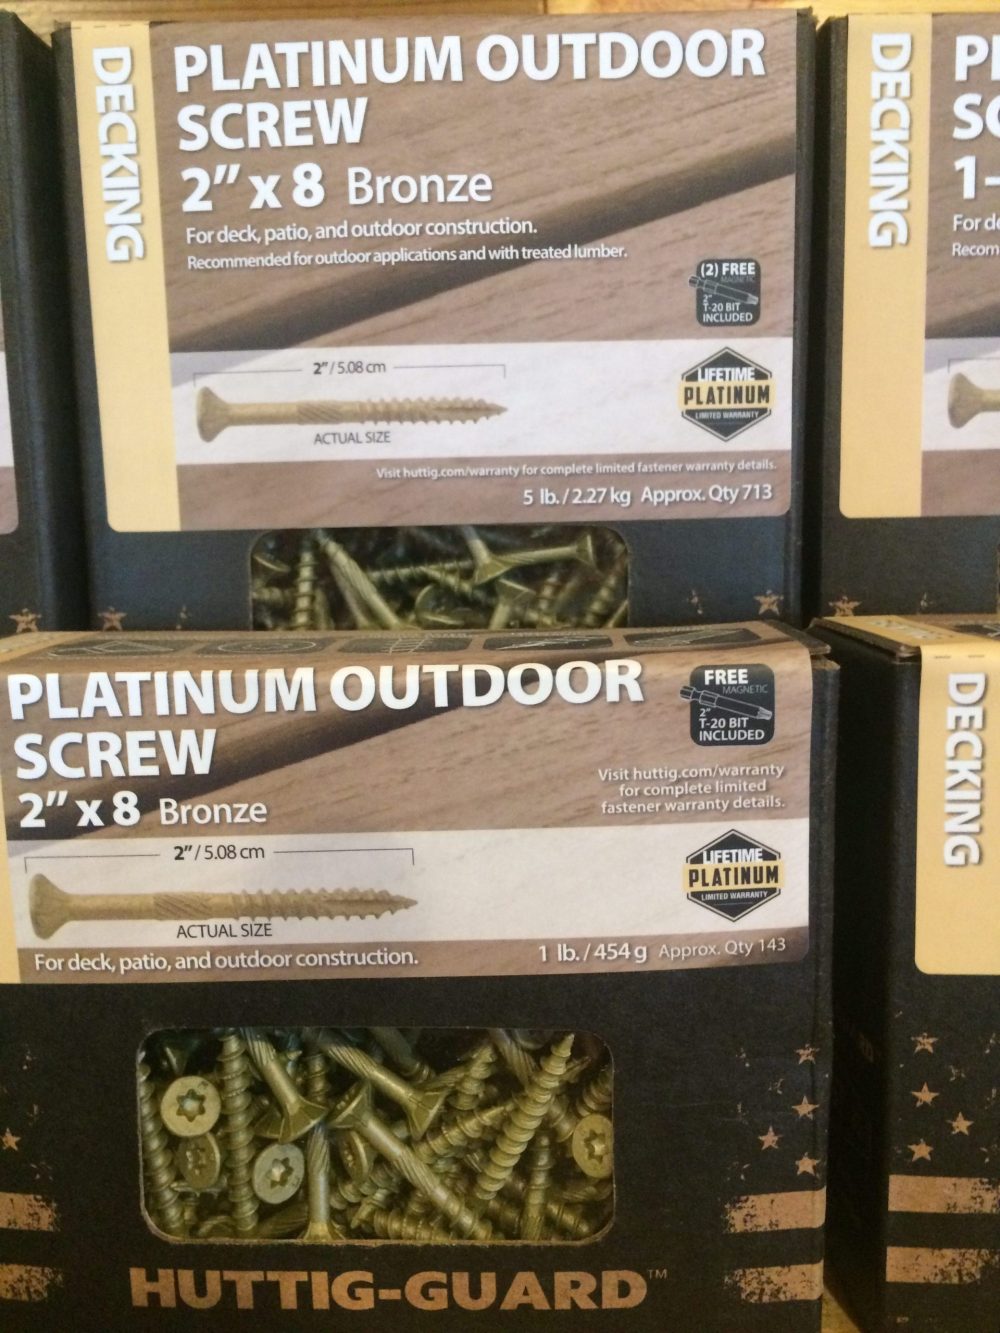 DECKING
PLATINUM OUTDOOR
SCREW
2" x 8 Bronze
For deck, patio, and outdoor construction.
Recommended for outdoor applications and with treated lumber.
(2) FREE
MAGNETIC
2"
T-20 BIT
INCLUDED
2" / 5.08 cm
ACTUAL SIZE
LIFETIME
PLATINUM
LIMITED WARRANTY
Visit huttig.com/warranty for complete limited fastener warranty details.
5 lb. / 2.27 kg Approx. Qty 713
DECKING
1-
For
PLATINUM OUTDOOR
SCREW
2" x 8 Bronze
FREE
MAGNETIC
2"
T-20 BIT
INCLUDED
Visit huttig.com/warranty
for complete limited
fastener warranty details.
2" / 5.08 cm
ACTUAL SIZE
LIFETIME
PLATINUM
LIMITED WARRANTY
For deck, patio, and outdoor construction.
1 lb. / 454 g Approx. Qty 143
HUTTIG-GUARD™
DECKING